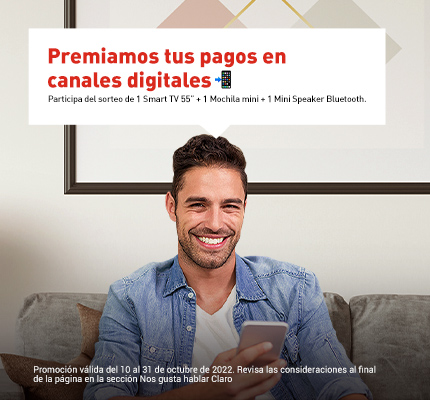 Premiamos tus pagos en
canales digitales
Participa del sorteo de 1 Smart TV 55" + 1 Mochila mini + 1 Mini Speaker Bluetooth.
Promoción válida del 10 al 31 de octubre de 2022. Revisa las consideraciones al final
de la página en la sección Nos gusta hablar Claro